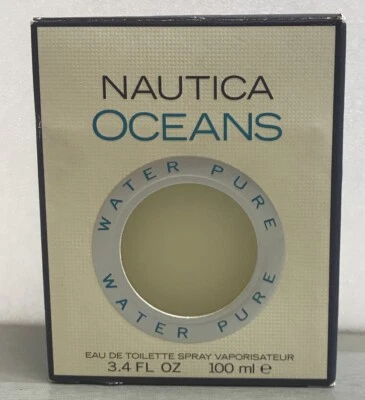 NAUTICA
OCEANS
WATER PURE
WATER PURE
EAU DE TOILETTE SPRAY VAPORISATEUR
3.4 FL OZ 100 ml ℮